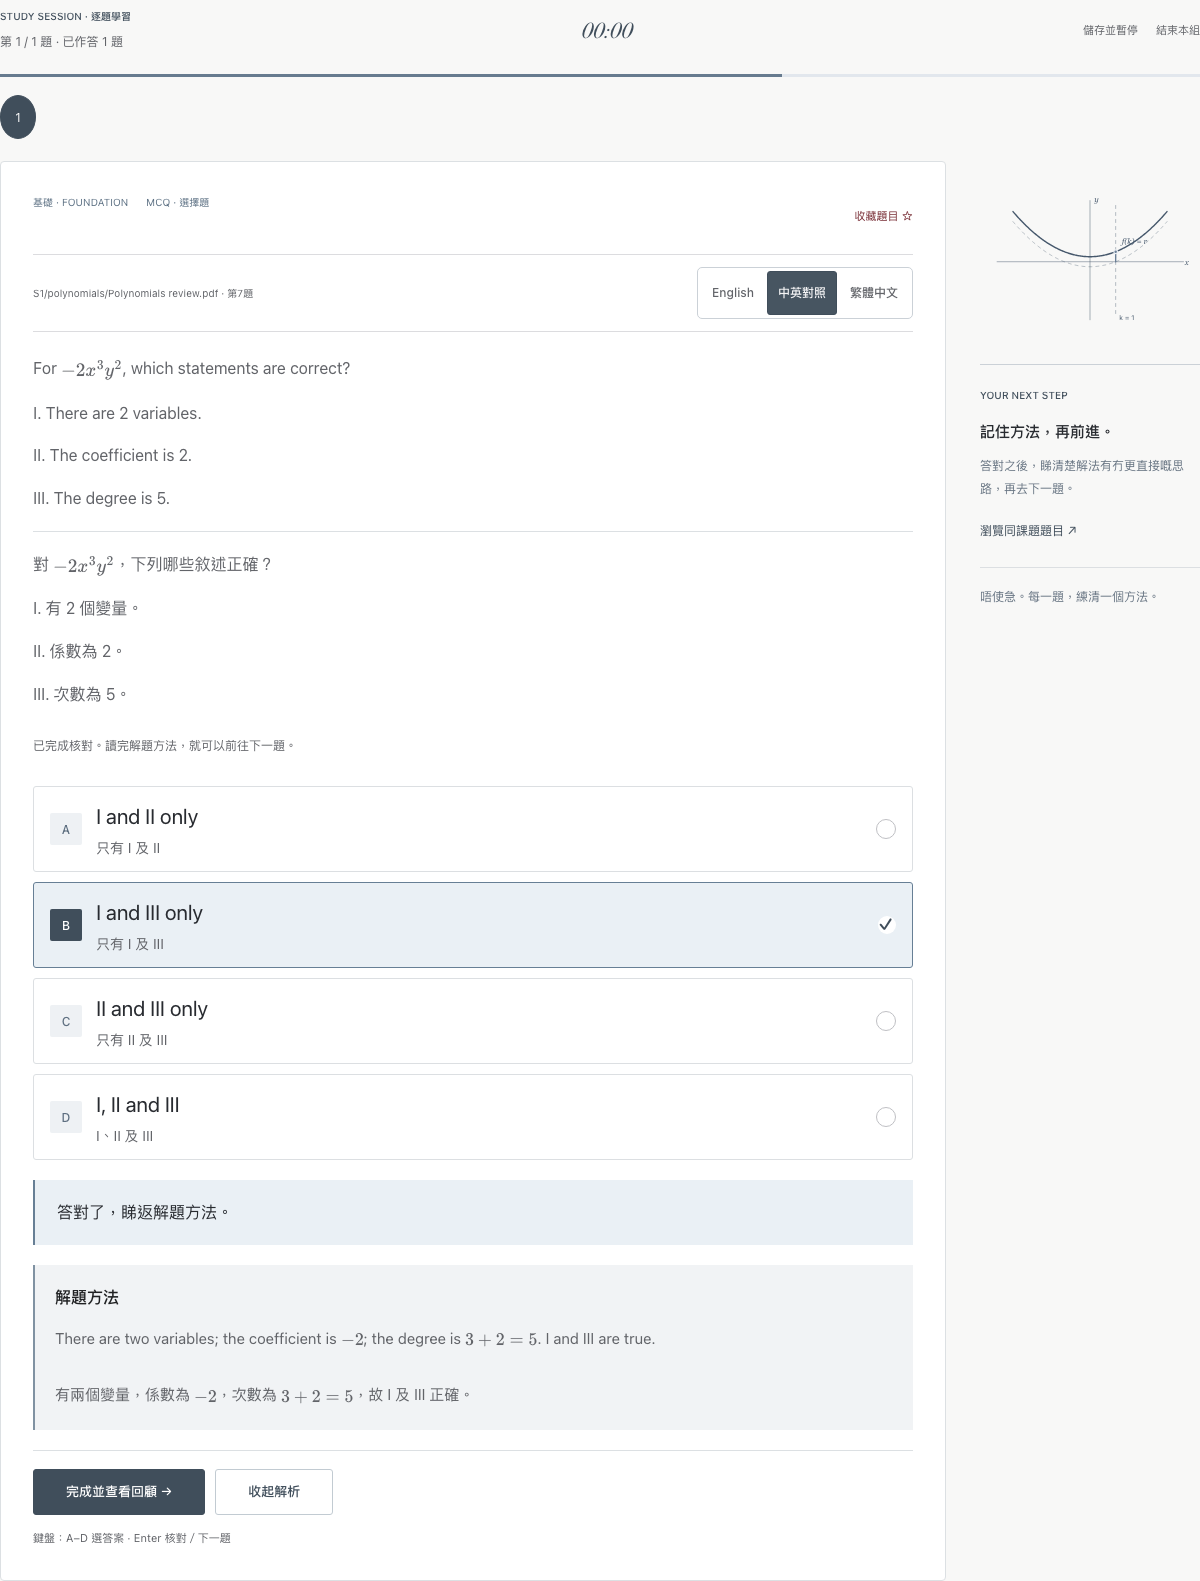 STUDY SESSION · 逐題學習
第 1 / 1 題 · 已作答 1 題
00:00
儲存並暫停
結束本組
1
基礎 · FOUNDATION
MCQ · 選擇題
收藏題目 ☆
S1/polynomials/Polynomials review.pdf · 第7題
English
中英對照
繁體中文
For −2x³y², which statements are correct?
I. There are 2 variables.
II. The coefficient is 2.
III. The degree is 5.
對 −2x³y²，下列哪些敘述正確？
I. 有 2 個變量。
II. 係數為 2。
III. 次數為 5。
已完成核對。讀完解題方法，就可以前往下一題。
A
I and II only
只有 I 及 II
B
I and III only
只有 I 及 III
C
II and III only
只有 II 及 III
D
I, II and III
I、II 及 III
答對了，睇返解題方法。
解題方法
There are two variables; the coefficient is −2; the degree is 3 + 2 = 5. I and III are true.
有兩個變量，係數為 −2，次數為 3 + 2 = 5，故 I 及 III 正確。
完成並查看回顧 →
收起解析
鍵盤：A–D 選答案 · Enter 核對 / 下一題
y
f(k) = r
x
k = 1
YOUR NEXT STEP
記住方法，再前進。
答對之後，睇清楚解法有冇更直接嘅思
路，再去下一題。
瀏覽同課題題目 ↗
唔使急。每一題，練清一個方法。